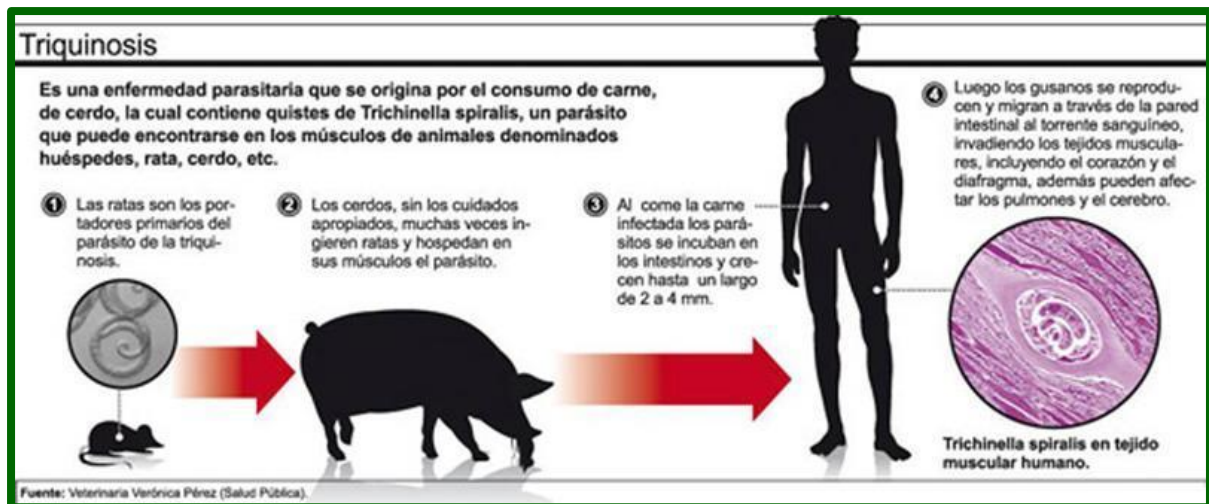 Triquinosis
Es una enfermedad parasitaria que se origina por el consumo de carne,
de cerdo, la cual contiene quistes de Trichinella spiralis, un parásito
que puede encontrarse en los músculos de animales denominados
huéspedes, rata, cerdo, etc.
1 Las ratas son los por-
tadores primarios del
parásito de la triqui-
nosis.
2 Los cerdos, sin los cuidados
apropiados, muchas veces in-
gieren ratas y hospedan en
sus músculos el parásito.
3 Al come la carne
infectada los pará-
sitos se incuban en
los intestinos y cre-
cen hasta un largo
de 2 a 4 mm.
4 Luego los gusanos se reprodu-
cen y migran a través de la pared
intestinal al torrente sanguíneo,
invadiendo los tejidos muscula-
res, incluyendo el corazón y el
diafragma, además pueden afec-
tar los pulmones y el cerebro.
Trichinella spiralis en tejido
muscular humano.
Fuente: Veterinaria Verónica Pérez (Salud Pública).